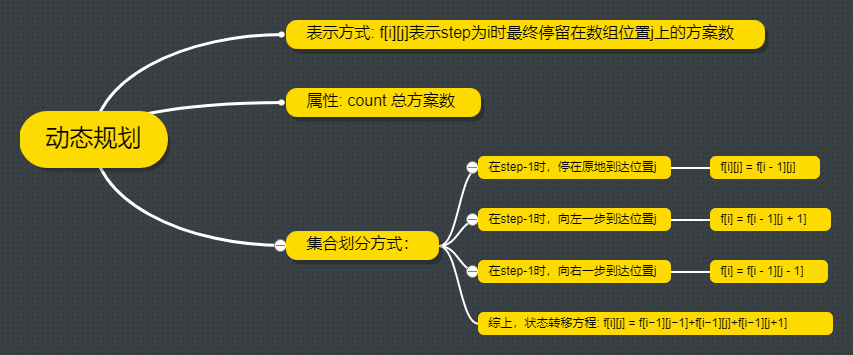 表示方式: f[i][j]表示step为i时最终停留在数组位置j上的方案数
属性: count 总方案数
动态规划
在step-1时，停在原地到达位置j
f[i][j] = f[i - 1][j]
在step-1时，向左一步到达位置j
f[i] = f[i - 1][j + 1]
集合划分方式：
在step-1时，向右一步到达位置j
f[i] = f[i - 1][j - 1]
综上，状态转移方程: f[i][j] = f[i−1][j−1]+f[i−1][j]+f[i−1][j+1]